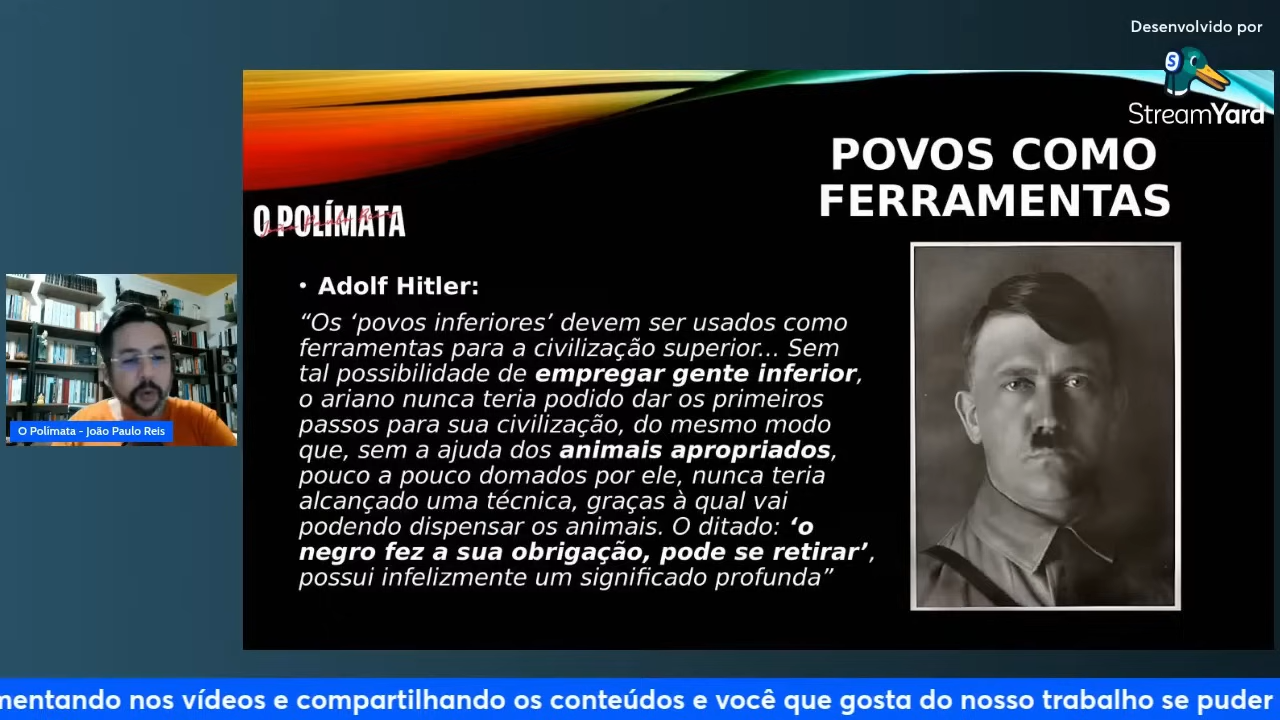 Desenvolvido por
StreamYard
POVOS COMO
FERRAMENTAS
O POLÍMATA
• Adolf Hitler:
“Os ‘povos inferiores’ devem ser usados como
ferramentas para a civilização superior... Sem
tal possibilidade de empregar gente inferior,
o ariano nunca teria podido dar os primeiros
passos para sua civilização, do mesmo modo
que, sem a ajuda dos animais apropriados,
pouco a pouco domados por ele, nunca teria
alcançado uma técnica, graças à qual vai
podendo dispensar os animais. O ditado: ‘o
negro fez a sua obrigação, pode se retirar’,
possui infelizmente um significado profunda”
O Polimata - João Paulo Reis
mentando nos vídeos e compartilhando os conteúdos e você que gosta do nosso trabalho se puder